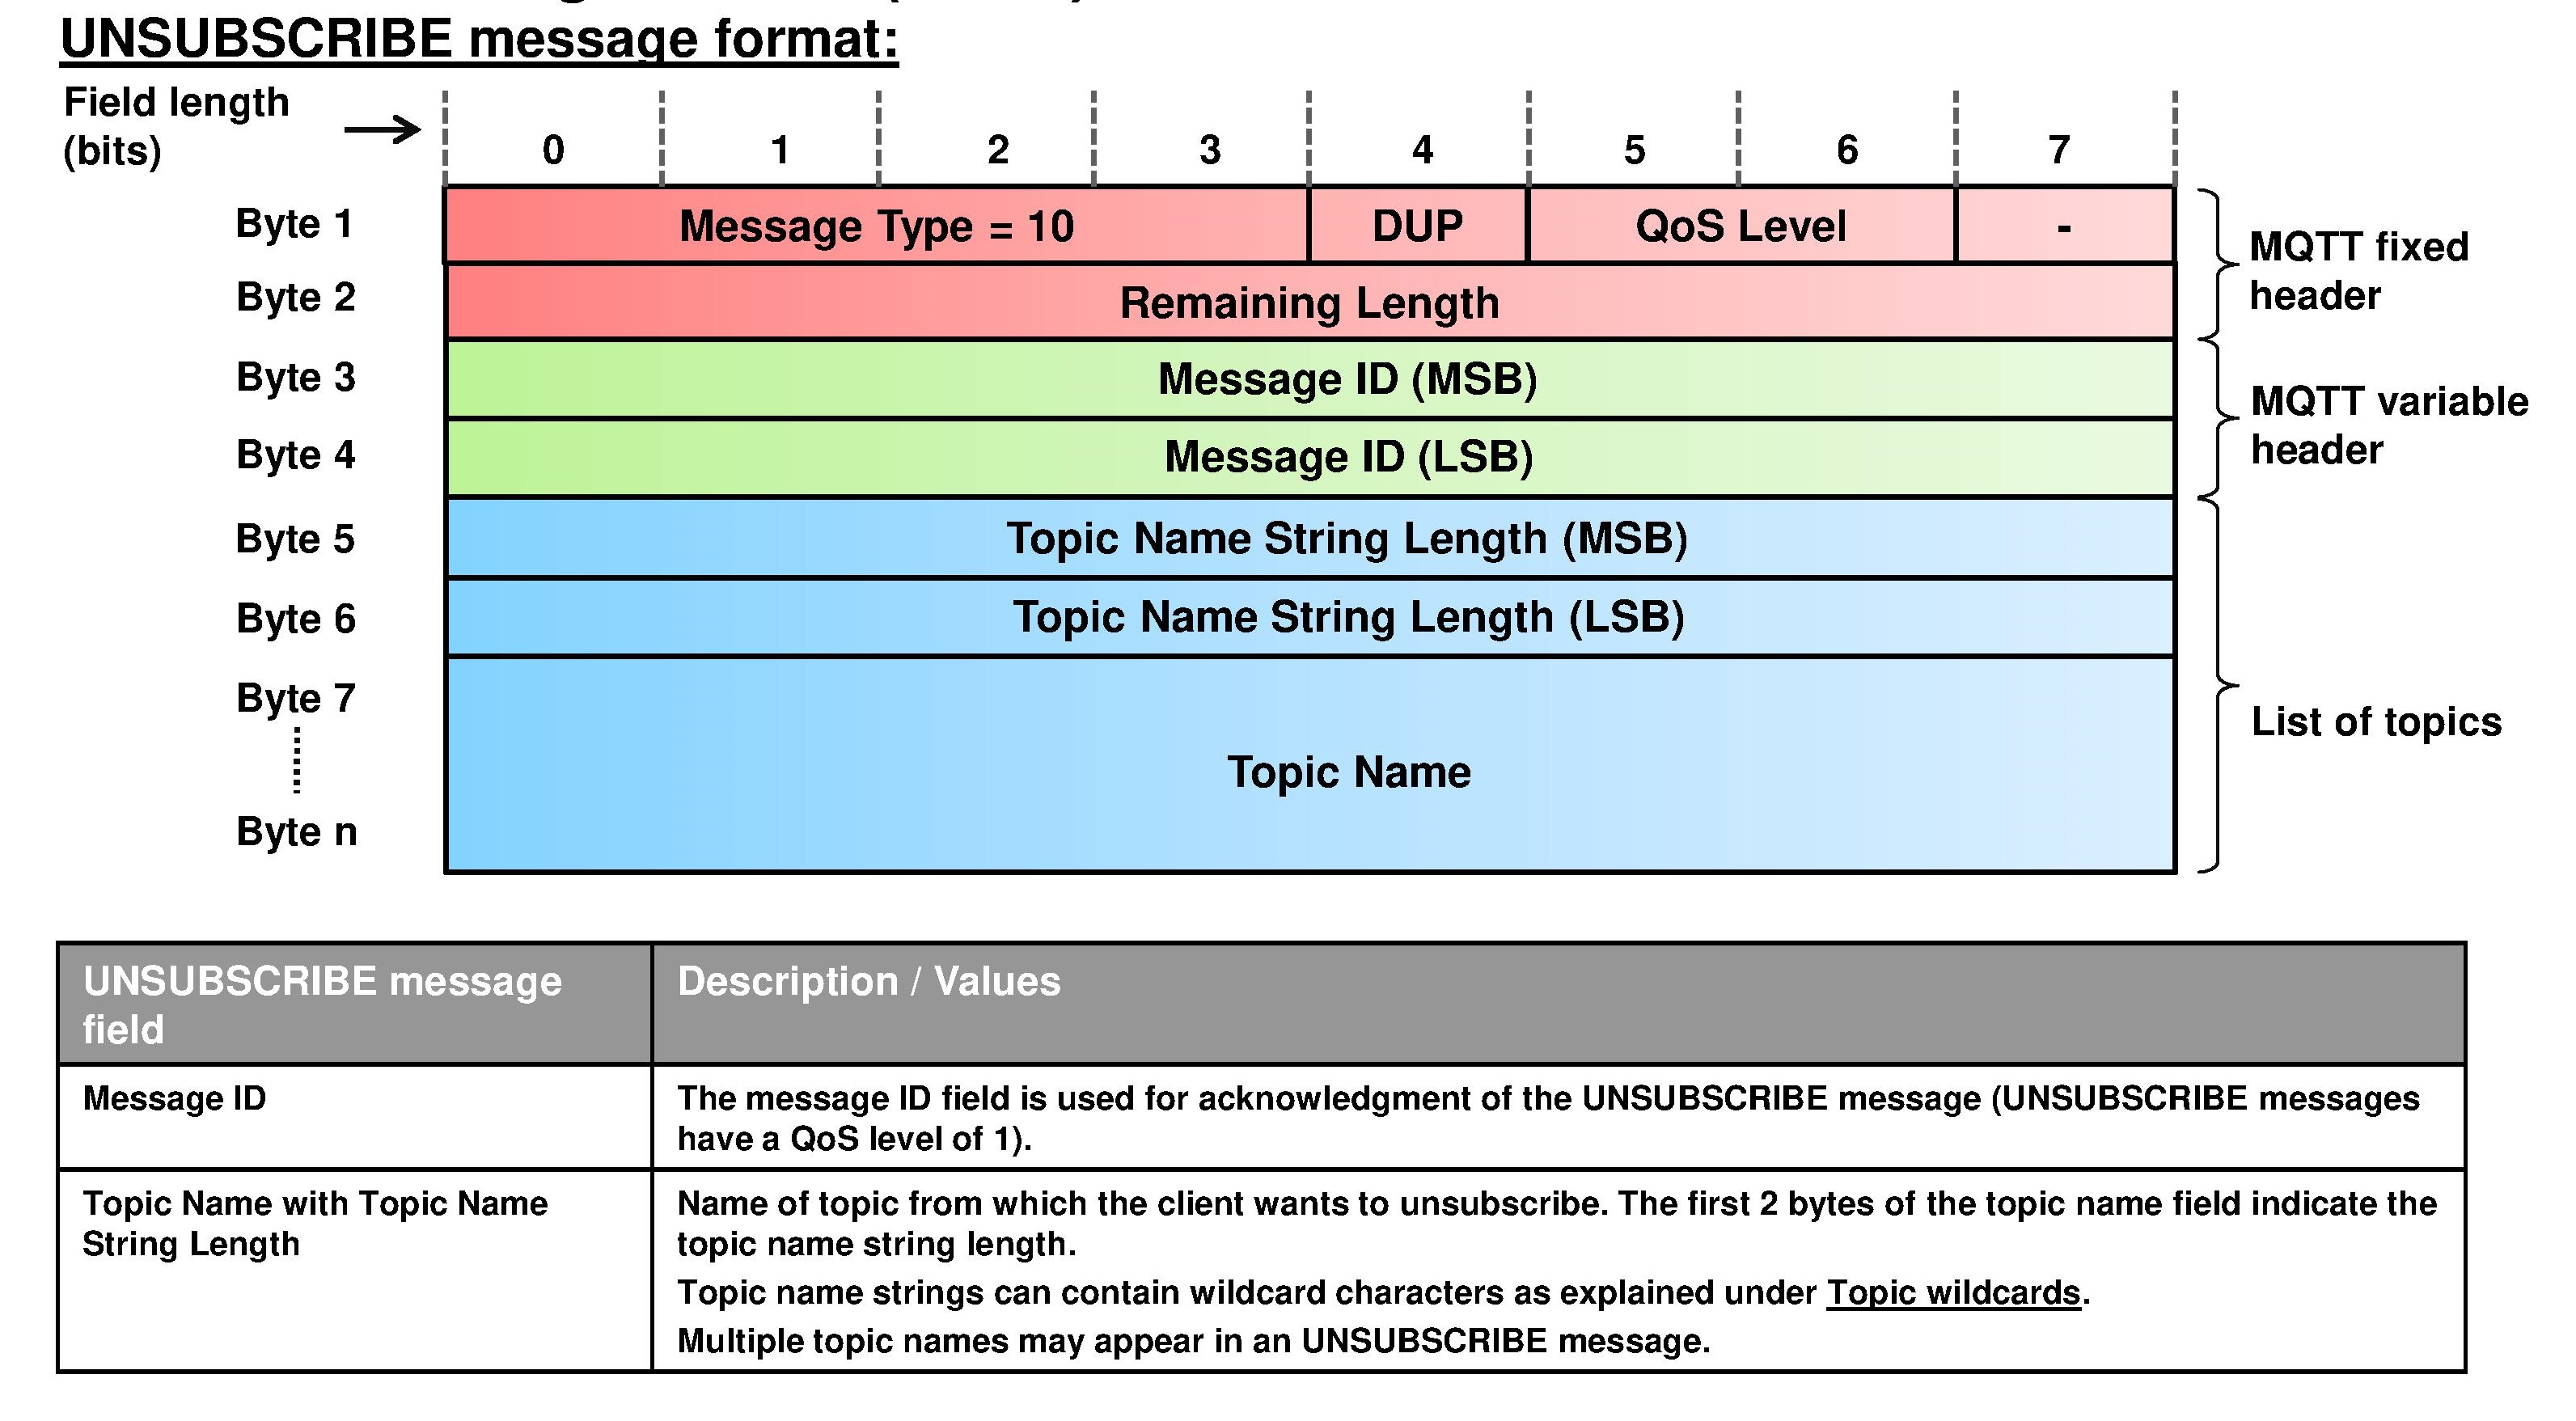 UNSUBSCRIBE message format:
Field length
(bits)
0 1 2 3 4 5 6 7
Byte 1
Message Type = 10
DUP
QoS Level
-
MQTT fixed
header
Byte 2
Remaining Length
Byte 3
Message ID (MSB)
MQTT variable
header
Byte 4
Message ID (LSB)
Byte 5
Topic Name String Length (MSB)
Byte 6
Topic Name String Length (LSB)
Byte 7
Topic Name
List of topics
Byte n
UNSUBSCRIBE message
field
Description / Values
Message ID
The message ID field is used for acknowledgment of the UNSUBSCRIBE message (UNSUBSCRIBE messages
have a QoS level of 1).
Topic Name with Topic Name
String Length
Name of topic from which the client wants to unsubscribe. The first 2 bytes of the topic name field indicate the
topic name string length.
Topic name strings can contain wildcard characters as explained under Topic wildcards.
Multiple topic names may appear in an UNSUBSCRIBE message.